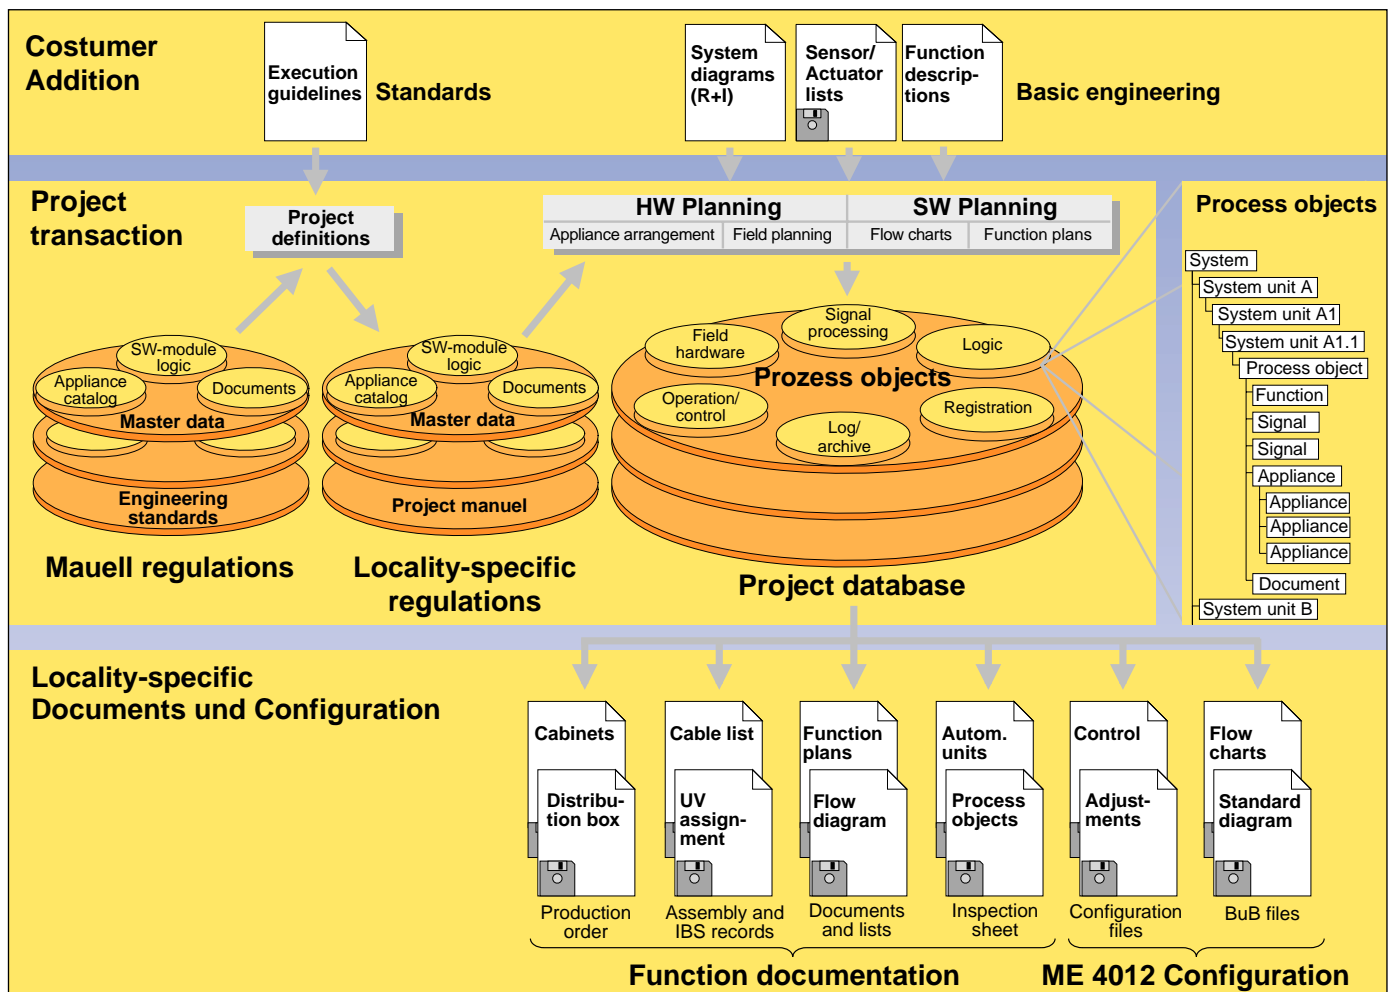 Costumer
Addition
Execution
guidelines
Standards
System
diagrams
(R+I)
Sensor/
Actuator
lists
Function
descrip-
tions
Basic engineering
Project
transaction
Project
definitions
HW Planning
SW Planning
Appliance arrangement
Field planning
Flow charts
Function plans
SW-module
logic
Appliance
catalog
Documents
Master data
Engineering
standards
Mauell regulations
SW-module
logic
Appliance
catalog
Documents
Master data
Project manuel
Locality-specific
regulations
Signal
processing
Field
hardware
Logic
Prozess objects
Operation/
control
Registration
Log/
archive
Project database
Process objects
System
System unit A
System unit A1
System unit A1.1
Process object
Function
Signal
Signal
Appliance
Appliance
Appliance
Appliance
Document
System unit B
Locality-specific
Documents und Configuration
Cabinets
Distribu-
tion box
Production
order
Cable list
UV
assign-
ment
Assembly and
IBS records
Function
plans
Flow
diagram
Documents
and lists
Autom.
units
Process
objects
Inspection
sheet
Control
Adjust-
ments
Configuration
files
Flow
charts
Standard
diagram
BuB files
Function documentation
ME 4012 Configuration